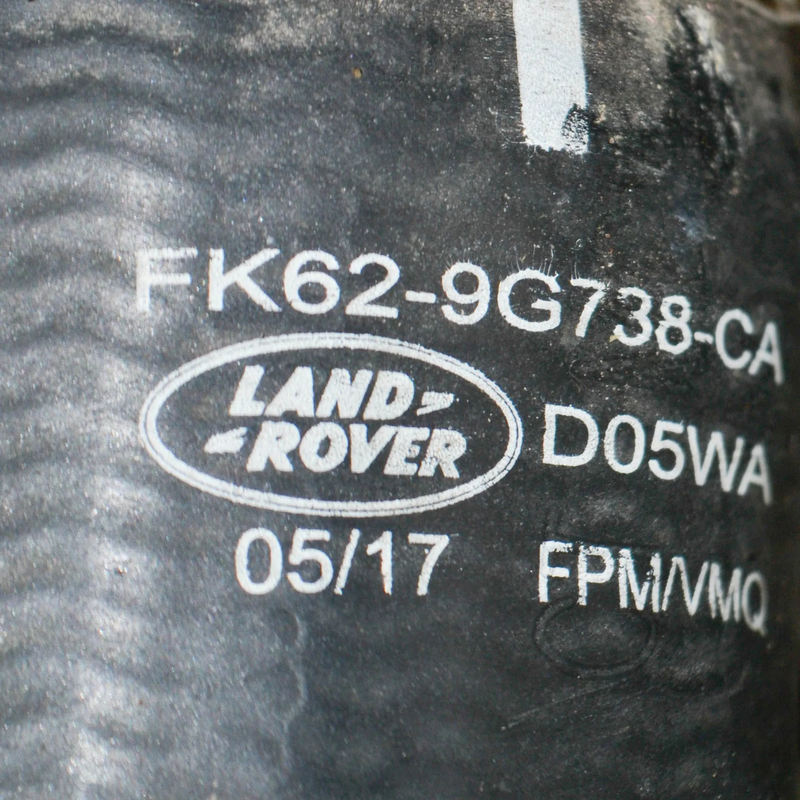 FK62-9G738-CA
LAND
ROVER
D05WA
05/17
FPM/VMQ